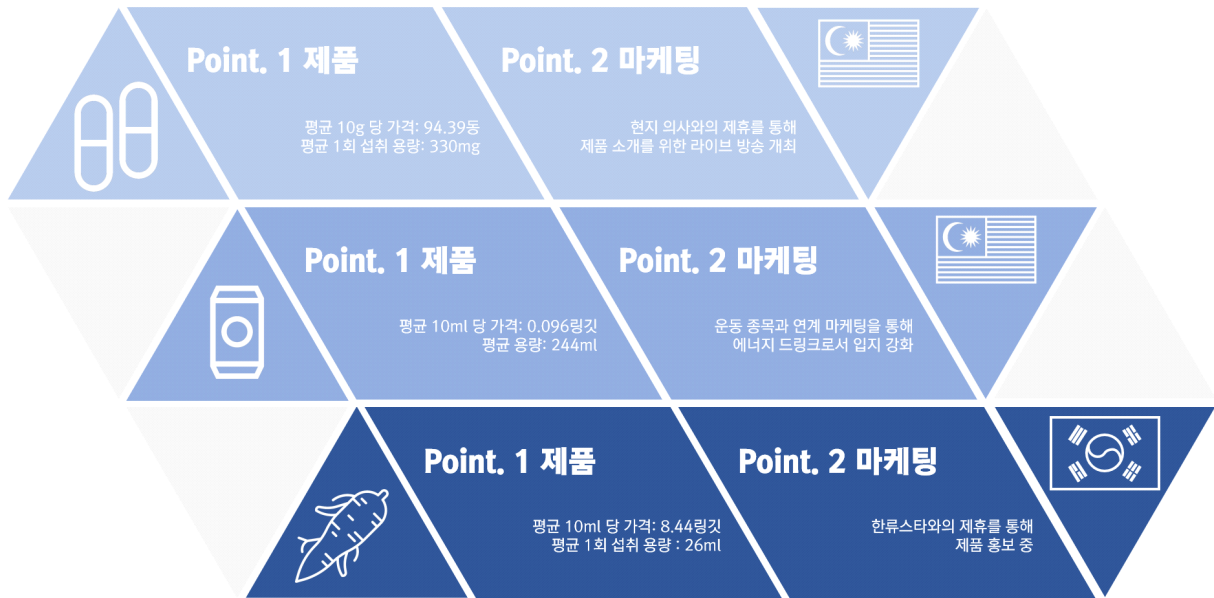 Point. 1 제품
평균 10g 당 가격: 94.39동
평균 1회 섭취 용량: 330mg
Point. 2 마케팅
현지 의사와의 제휴를 통해
제품 소개를 위한 라이브 방송 개최
Point. 1 제품
평균 10ml 당 가격: 0.096링깃
평균 용량: 244ml
Point. 2 마케팅
운동 종목과 연계 마케팅을 통해
에너지 드링크로서 입지 강화
Point. 1 제품
평균 10ml 당 가격: 8.44링깃
평균 1회 섭취 용량 : 26ml
Point. 2 마케팅
한류스타와의 제휴를 통해
제품 홍보 중